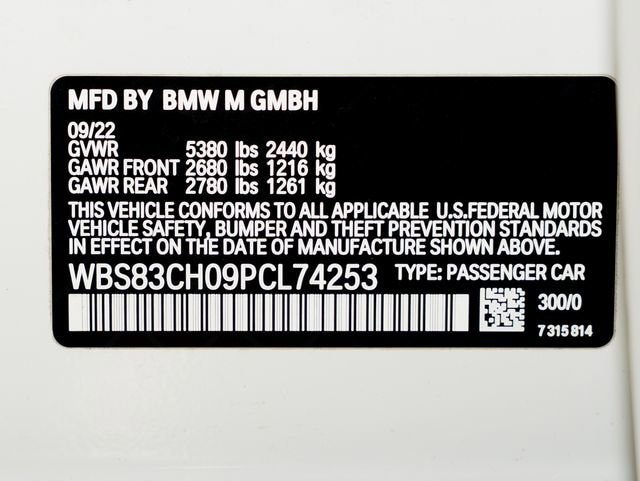 MFD BY BMW M GMBH
09/22
GVWR 5380 lbs 2440 kg
GAWR FRONT 2680 lbs 1216 kg
GAWR REAR 2780 lbs 1261 kg
THIS VEHICLE CONFORMS TO ALL APPLICABLE U.S.FEDERAL MOTOR
VEHICLE SAFETY, BUMPER AND THEFT PREVENTION STANDARDS
IN EFFECT ON THE DATE OF MANUFACTURE SHOWN ABOVE.
WBS83CH09PCL74253 TYPE: PASSENGER CAR
300/0
7 315 814